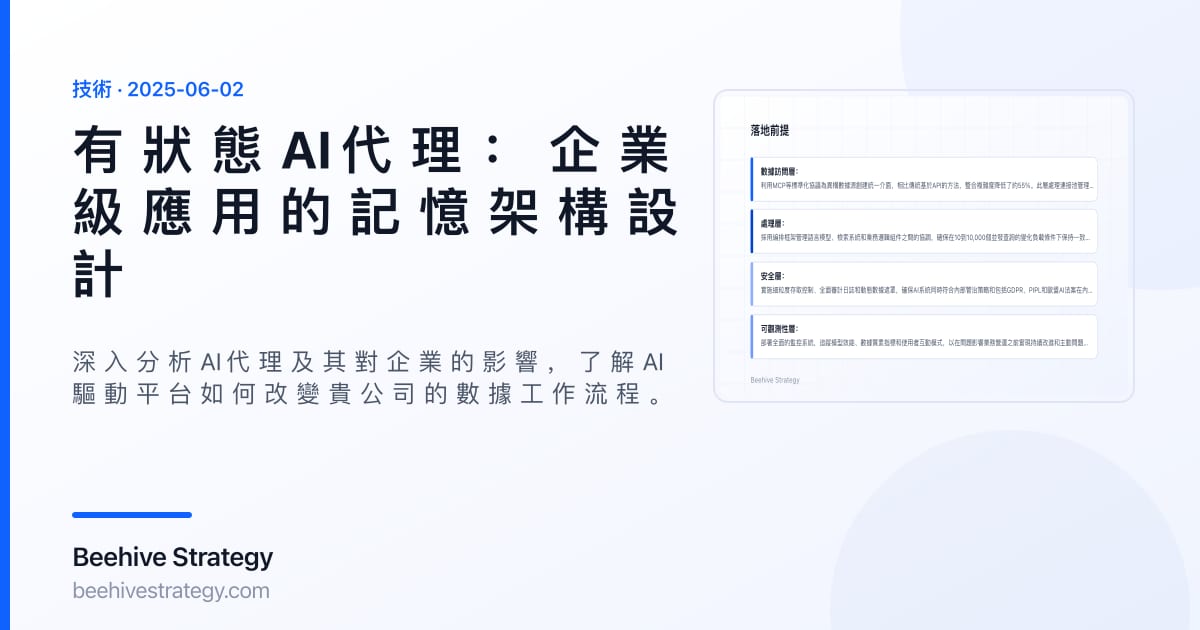 技術 · 2025-06-02
有狀態AI代理：企業
級應用的記憶架構設
計
深入分析AI代理及其對企業的影響，了解AI
驅動平台如何改變貴公司的數據工作流程。
Beehive Strategy
beehivestrategy.com
落地前提
數據訪問層：
利用MCP等標準化協議為異構數據源創建統一介面，相比傳統基於API的方法，整合複雜度降低了約55%。此層處理連接池管理...
處理層：
採用編排框架管理語言模型、檢索系統和業務邏輯組件之間的協調，確保在10到10,000個並發查詢的變化負載條件下保持一致...
安全層：
實施細粒度存取控制、全面審計日誌和動態數據遮罩，確保AI系統同時符合內部管治策略和包括GDPR、PIPL和歐盟AI法案在內...
可觀測性層：
部署全面的監控系統，追蹤模型效能、數據質素指標和使用者互動模式，以在問題影響業務營運之前實現持續改進和主動問題...
Beehive Strategy